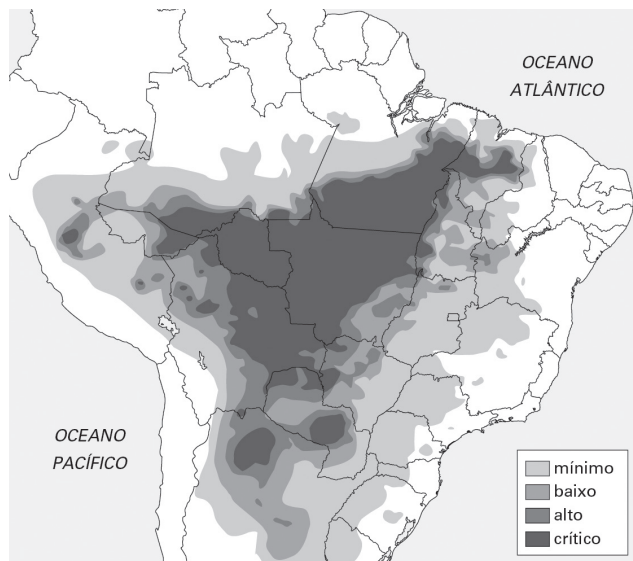 OCEANO
ATLÂNTICO
OCEANO
PACÍFICO
mínimo
baixo
alto
crítico